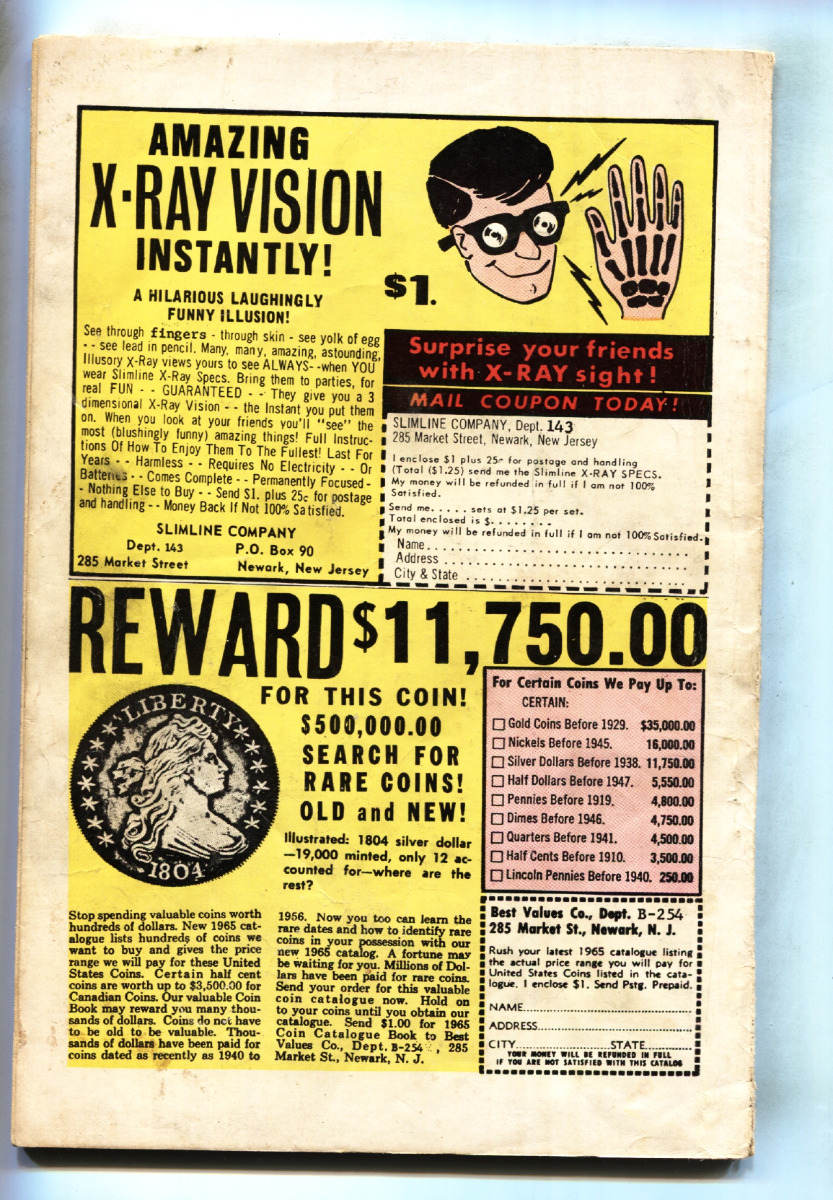 AMAZING
X-RAY VISION
INSTANTLY!
A HILARIOUS LAUGHINGLY
FUNNY ILLUSION!
See through fingers - through skin - see yolk of egg
- - see lead in pencil. Many, many, amazing, astounding,
Illusory X-Ray views yours to see ALWAYS--when YOU
wear Slimline X-Ray Specs. Bring them to parties, for
real FUN - - GUARANTEED - - They give you a 3
dimensional X-Ray Vision - - the Instant you put them
on. When you look at your friends you'll "see" the
most (blushingly funny) amazing things! Full Instruc-
tions Of How To Enjoy Them To The Fullest! Last For
Years - - Harmless - - Requires No Electricity - - Or
Batteries - - Comes Complete - - Permanently Focused -
- Nothing Else to Buy - - Send $1. plus 25c for postage
and handling - - Money Back If Not 100% Satisfied.
SLIMLINE COMPANY
Dept. 143 P.O. Box 90
285 Market Street Newark, New Jersey
$1.
Surprise your friends
with X-RAY sight!
MAIL COUPON TODAY!
SLIMLINE COMPANY, Dept. 143
285 Market Street, Newark, New Jersey
I enclose $1 plus 25c for postage and handling
(Total ($1.25) send me the Slimline X-RAY SPECS.
My money will be refunded in full if I am not 100%
Satisfied.
Send me. . . . . sets at $1.25 per set.
Total enclosed is $. . . . . . . .
My money will be refunded in full if I am not 100% Satisfied.
Name
Address
City & State
REWARD $11,750.00
FOR THIS COIN!
$500,000.00
SEARCH FOR
RARE COINS!
OLD and NEW!
LIBERTY
1804
Illustrated: 1804 silver dollar
—19,000 minted, only 12 ac-
counted for—where are the
rest?
Stop spending valuable coins worth
hundreds of dollars. New 1965 cat-
alogue lists hundreds of coins we
want to buy and gives the price
range we will pay for these United
States Coins. Certain half cent
coins are worth up to $3,500.00 for
Canadian Coins. Our valuable Coin
Book may reward you many thou-
sands of dollars. Coins do not have
to be old to be valuable. Thou-
sands of dollars have been paid for
coins dated as recently as 1940 to
1956. Now you too can learn the
rare dates and how to identify rare
coins in your possession with our
new 1965 catalog. A fortune may
be waiting for you. Millions of Dol-
lars have been paid for rare coins.
Send your order for this valuable
coin catalogue now. Hold on
to your coins until you obtain our
catalogue. Send $1.00 for 1965
Coin Catalogue Book to Best
Values Co., Dept. B-254 , 285
Market St., Newark, N. J.
For Certain Coins We Pay Up To:
CERTAIN:
Gold Coins Before 1929. $35,000.00
Nickels Before 1945. 16,000.00
Silver Dollars Before 1938. 11,750.00
Half Dollars Before 1947. 5,550.00
Pennies Before 1919. 4,800.00
Dimes Before 1946. 4,750.00
Quarters Before 1941. 4,500.00
Half Cents Before 1910. 3,500.00
Lincoln Pennies Before 1940. 250.00
Best Values Co., Dept. B-254
285 Market St., Newark, N. J.
Rush your latest 1965 catalogue listing
the actual price range you will pay for
United States Coins listed in the cata-
logue. I enclose $1. Send Pstg. Prepaid.
NAME
ADDRESS
CITY STATE
YOUR MONEY WILL BE REFUNDED IN FULL
IF YOU ARE NOT SATISFIED WITH THIS CATALOG